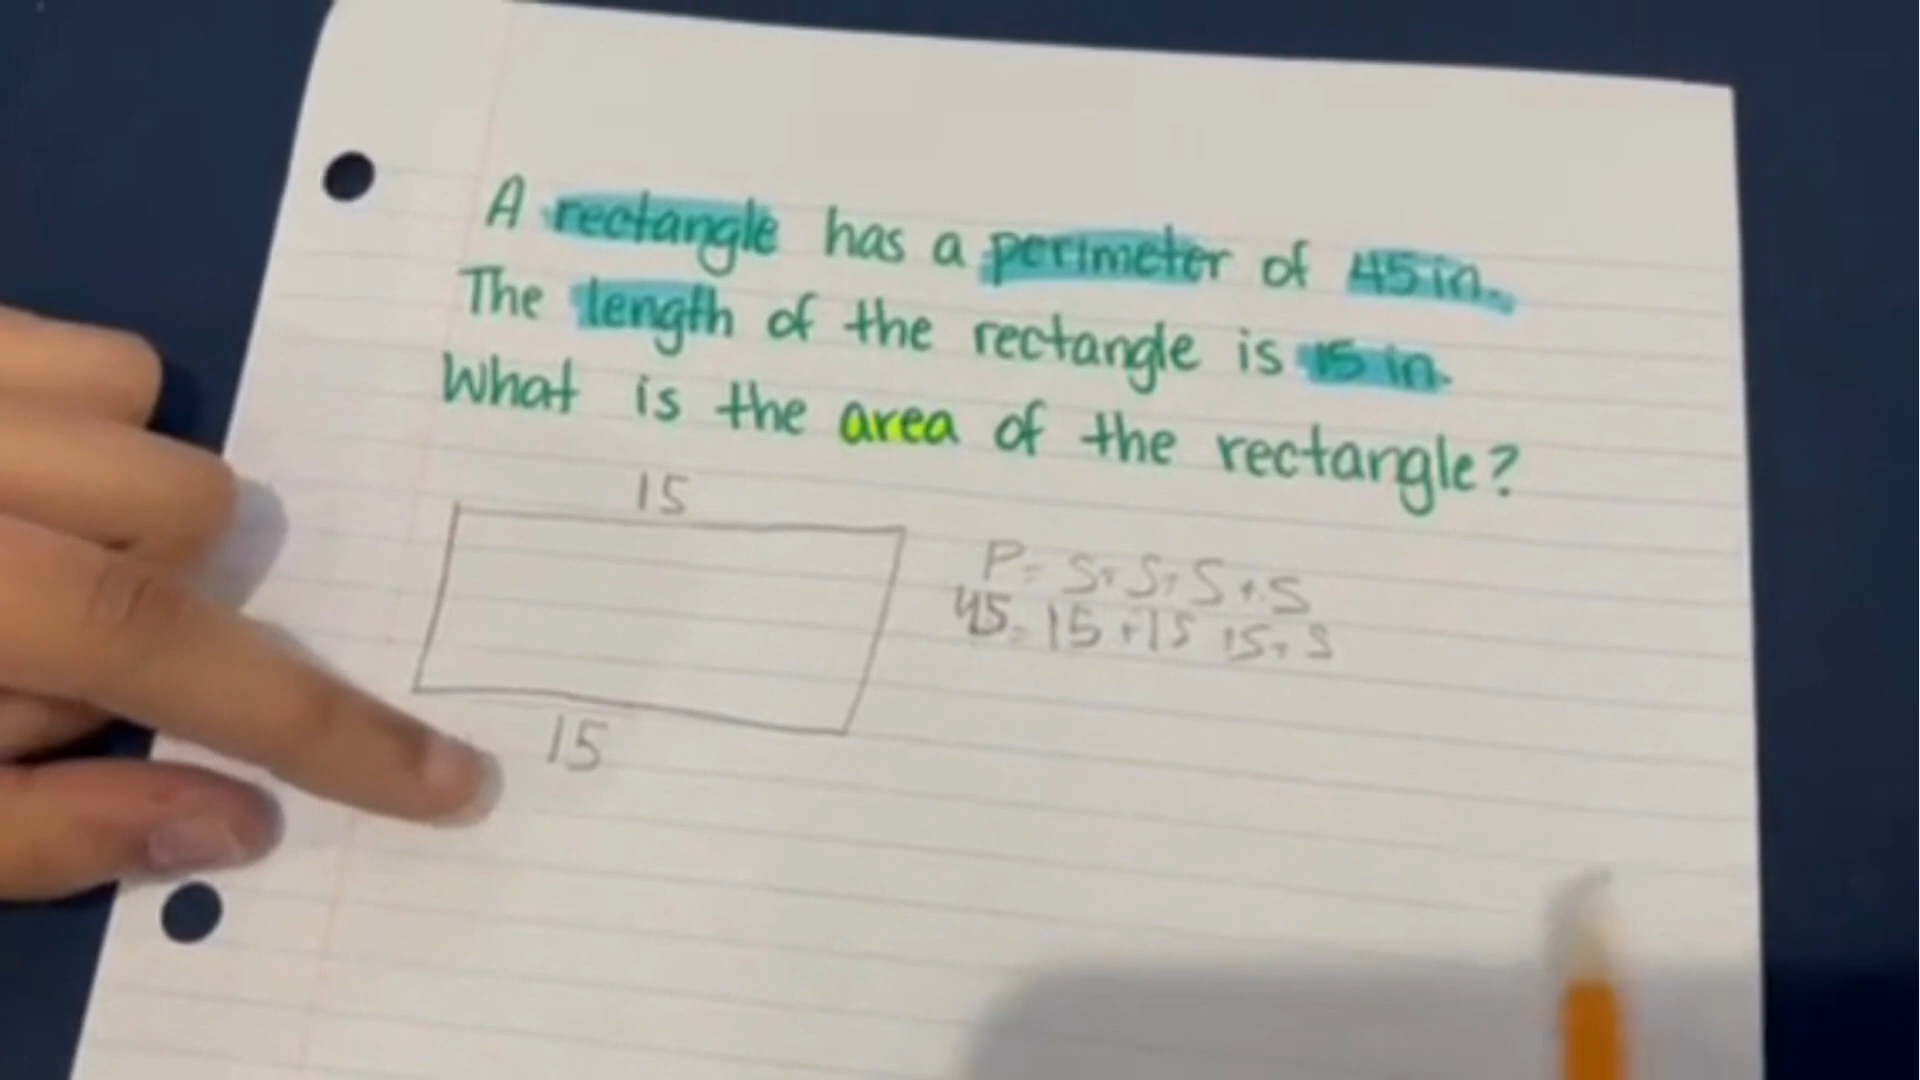 A rectangle has a perimeter of 45 in.
The length of the rectangle is 15 in.
What is the area of the rectangle?
15
P= S+S+S+S
45=15+15 15+S
15